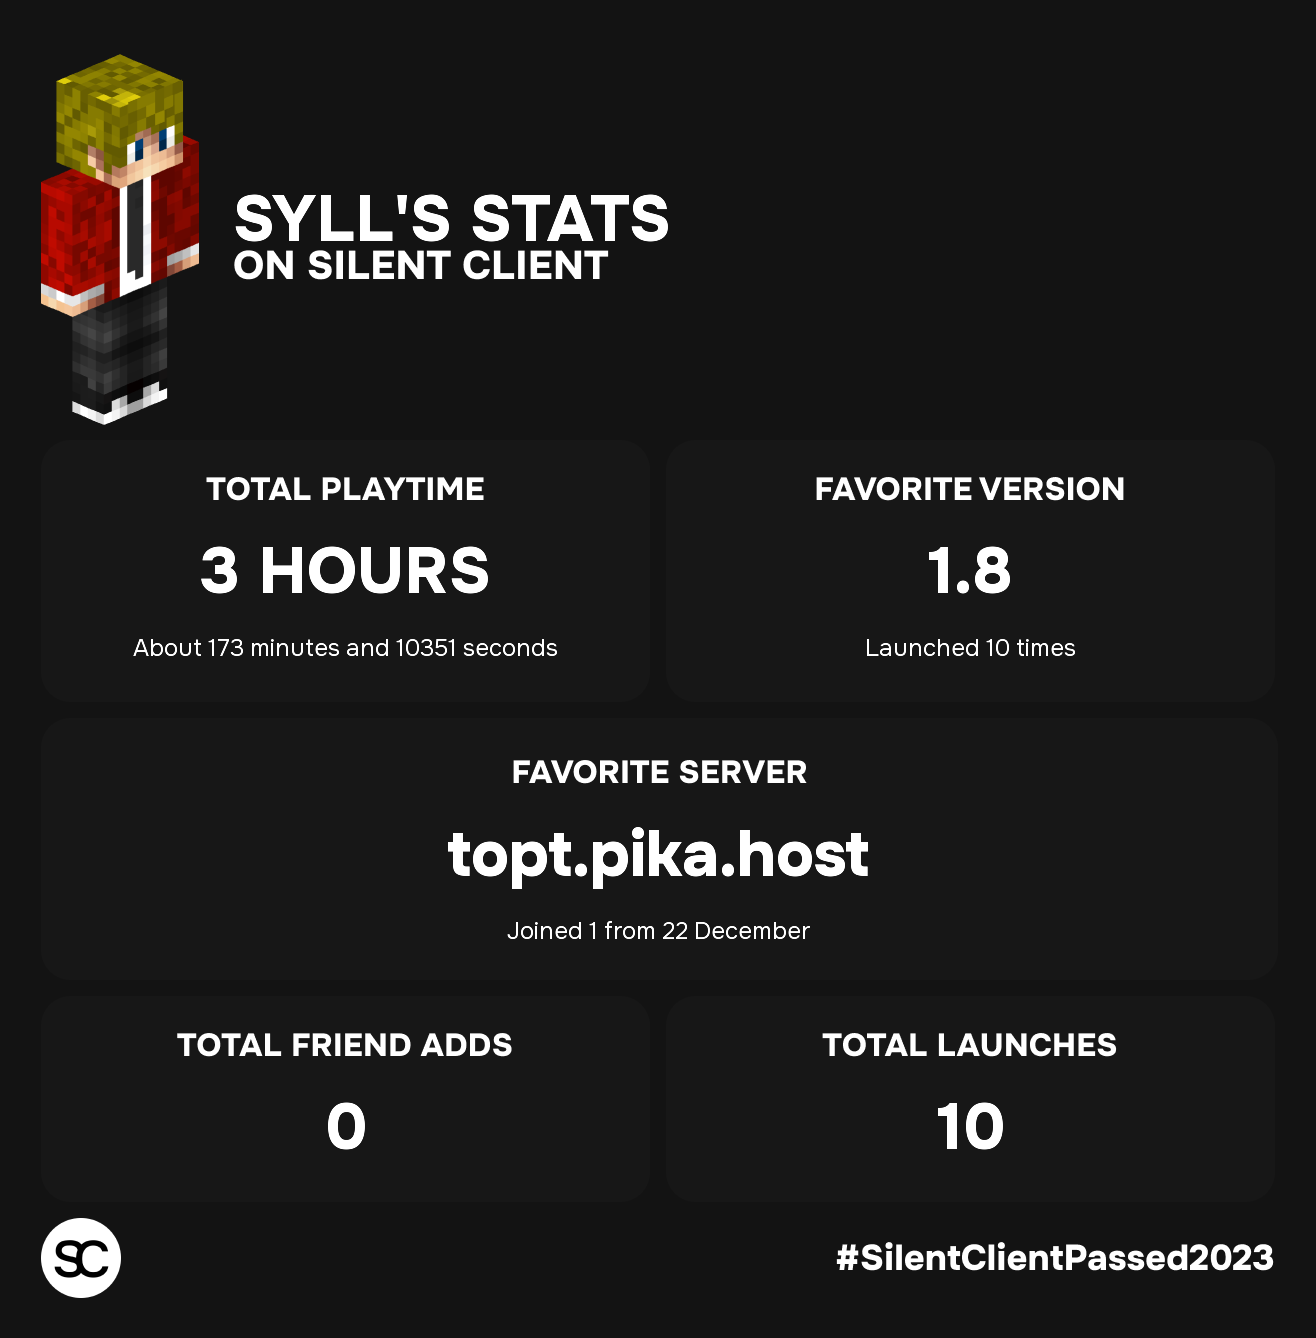 SYLL'S STATS
ON SILENT CLIENT
TOTAL PLAYTIME
3 HOURS
About 173 minutes and 10351 seconds
FAVORITE VERSION
1.8
Launched 10 times
FAVORITE SERVER
topt.pika.host
Joined 1 from 22 December
TOTAL FRIEND ADDS
0
TOTAL LAUNCHES
10
SC
#SilentClientPassed2023